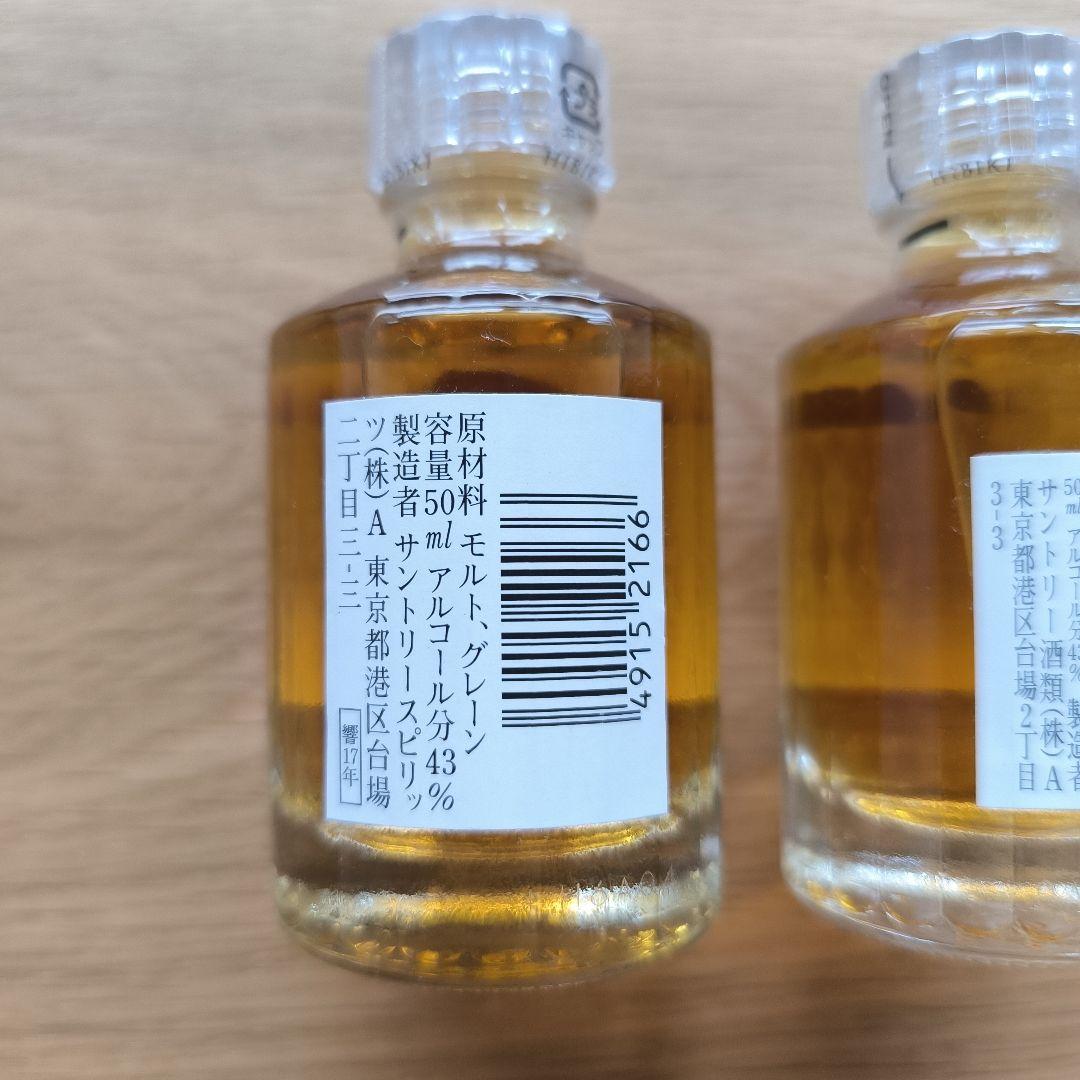 HIBIKI
原材料 モルト、グレーン
容量50ml アルコール分43%
製造者 サントリースピリッ
ツ(株) A 東京都港区台場
二丁目三-三
響17年
4915 2166
HIBIKI
50ml アルコール分43% 製造者
サントリー酒類(株)A
東京都港区台場2丁目
3-3